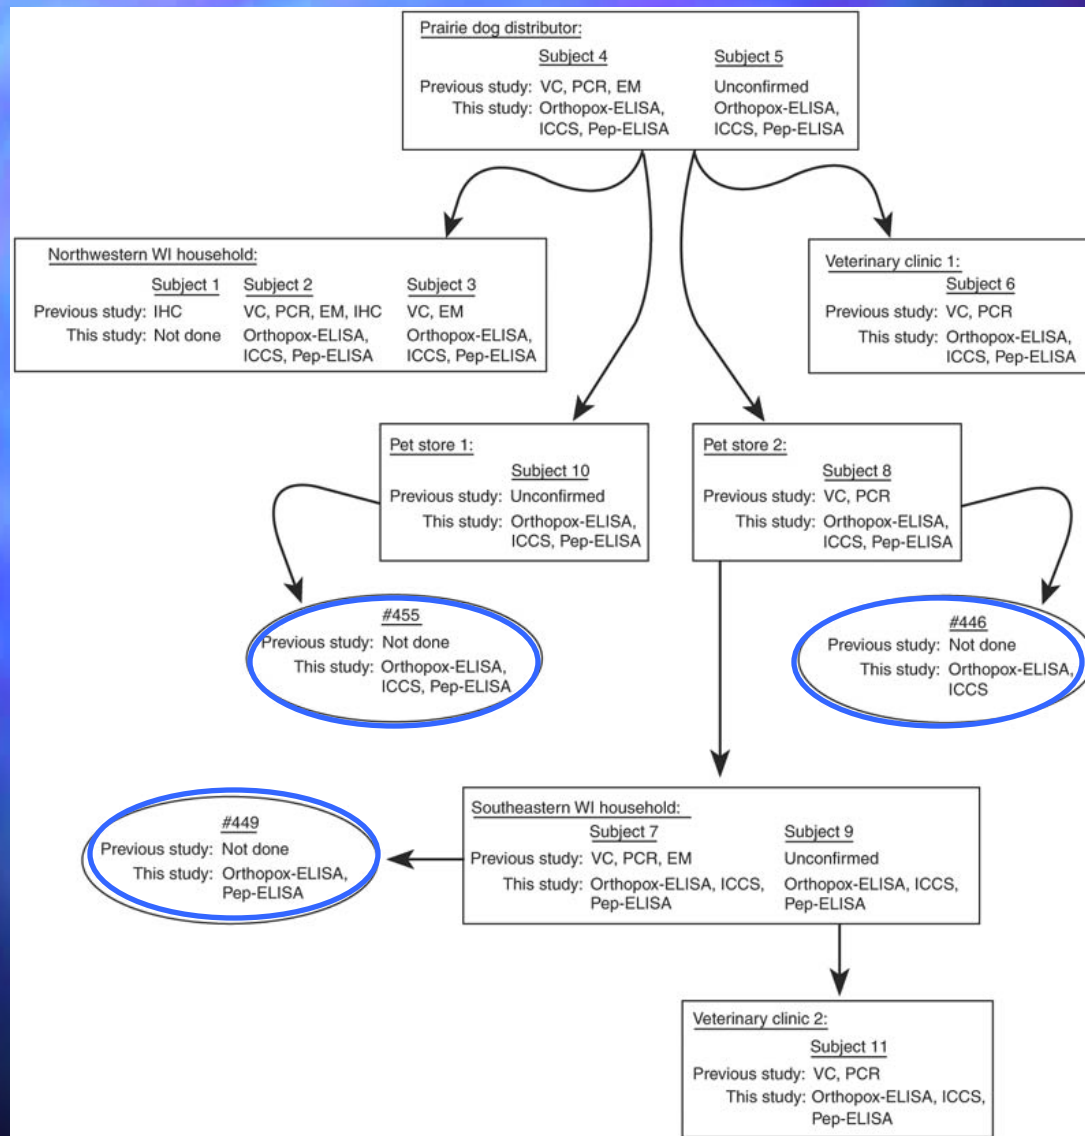 Prairie dog distributor:
Subject 4 Subject 5
Previous study: VC, PCR, EM Unconfirmed
This study: Orthopox-ELISA, Orthopox-ELISA,
ICCS, Pep-ELISA ICCS, Pep-ELISA
Northwestern WI household:
Subject 1 Subject 2 Subject 3
Previous study: IHC VC, PCR, EM, IHC VC, EM
This study: Not done Orthopox-ELISA, Orthopox-ELISA,
ICCS, Pep-ELISA ICCS, Pep-ELISA
Veterinary clinic 1:
Subject 6
Previous study: VC, PCR
This study: Orthopox-ELISA,
ICCS, Pep-ELISA
Pet store 1:
Subject 10
Previous study: Unconfirmed
This study: Orthopox-ELISA,
ICCS, Pep-ELISA
Pet store 2:
Subject 8
Previous study: VC, PCR
This study: Orthopox-ELISA,
ICCS, Pep-ELISA
#455
Previous study: Not done
This study: Orthopox-ELISA,
ICCS, Pep-ELISA
#446
Previous study: Not done
This study: Orthopox-ELISA,
ICCS
Southeastern WI household:
Subject 7 Subject 9
Previous study: VC, PCR, EM Unconfirmed
This study: Orthopox-ELISA, ICCS, Orthopox-ELISA, ICCS,
Pep-ELISA Pep-ELISA
#449
Previous study: Not done
This study: Orthopox-ELISA,
Pep-ELISA
Veterinary clinic 2:
Subject 11
Previous study: VC, PCR
This study: Orthopox-ELISA, ICCS,
Pep-ELISA